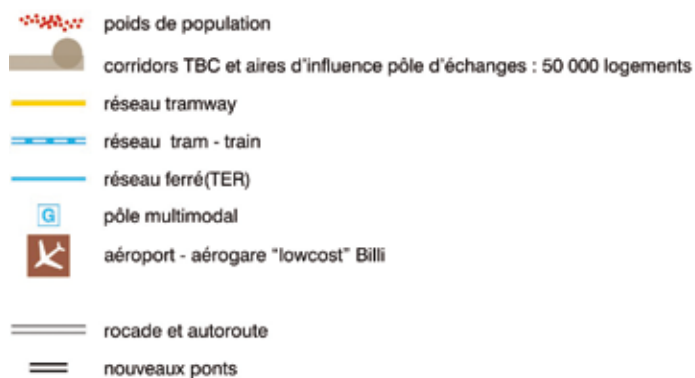 poids de population
corridors TBC et aires d'influence pôle d'échanges : 50 000 logements
réseau tramway
réseau tram - train
réseau ferré(TER)
G
pôle multimodal
aéroport - aérogare "lowcost" Billi
rocade et autoroute
nouveaux ponts